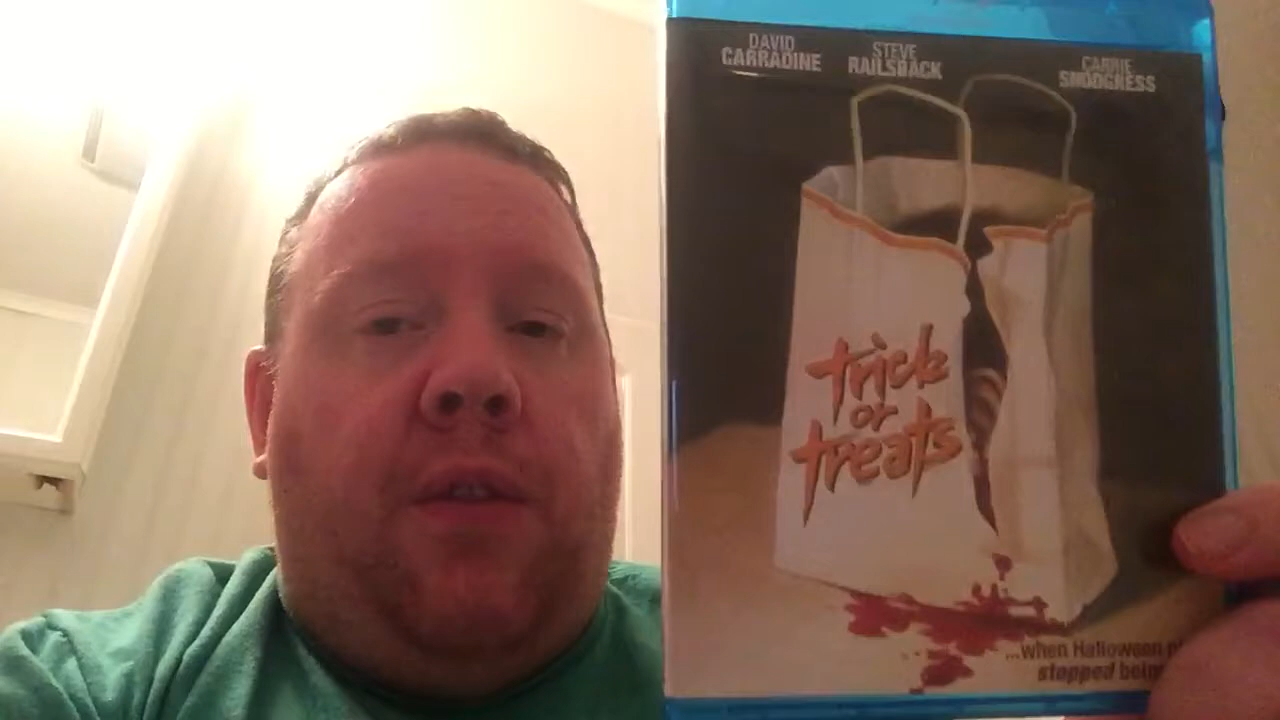 DAVID
CARRADINE
STEVE
RAILSBACK
CARRIE
SNODGRESS
trick
or
treats
...when Halloween
stopped